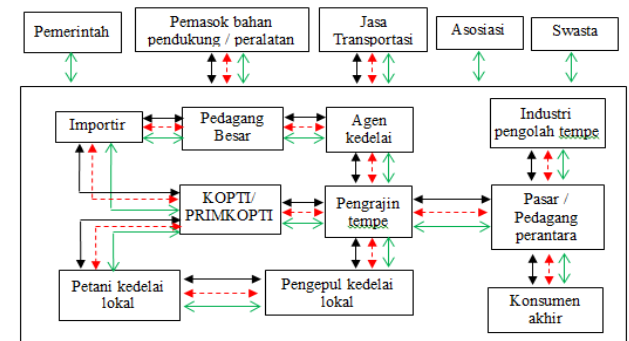 Pemerintah
Pemasok bahan
pendukung / peralatan
Jasa
Transportasi
Asosiasi
Swasta
Importir
Pedagang
Besar
Agen
kedelai
Industri
pengolah tempe
KOPTI/
PRIMKOPTI
Pengrajin
tempe
Pasar /
Pedagang
perantara
Petani kedelai
lokal
Pengepul kedelai
lokal
Konsumen
akhir